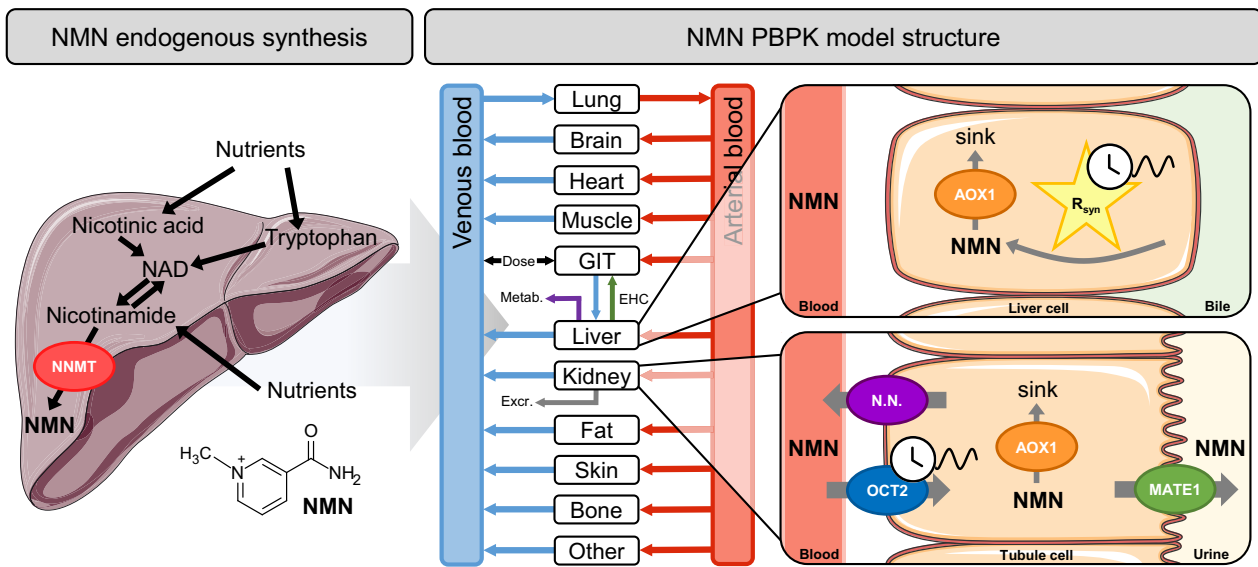 NMN endogenous synthesis
NMN PBPK model structure
Nutrients
Nicotinic acid
Tryptophan
NAD
Nicotinamide
NNMT
Nutrients
NMN
H3C
N
+
O
NH2
NMN
Venous blood
Arterial blood
Lung
Brain
Heart
Muscle
Dose
GIT
Metab.
EHC
Liver
Kidney
Excr.
Fat
Skin
Bone
Other
NMN
sink
AOX1
Rsyn
NMN
Blood
Liver cell
Bile
N.N.
sink
NMN
AOX1
NMN
OCT2
NMN
MATE1
Blood
Tubule cell
Urine